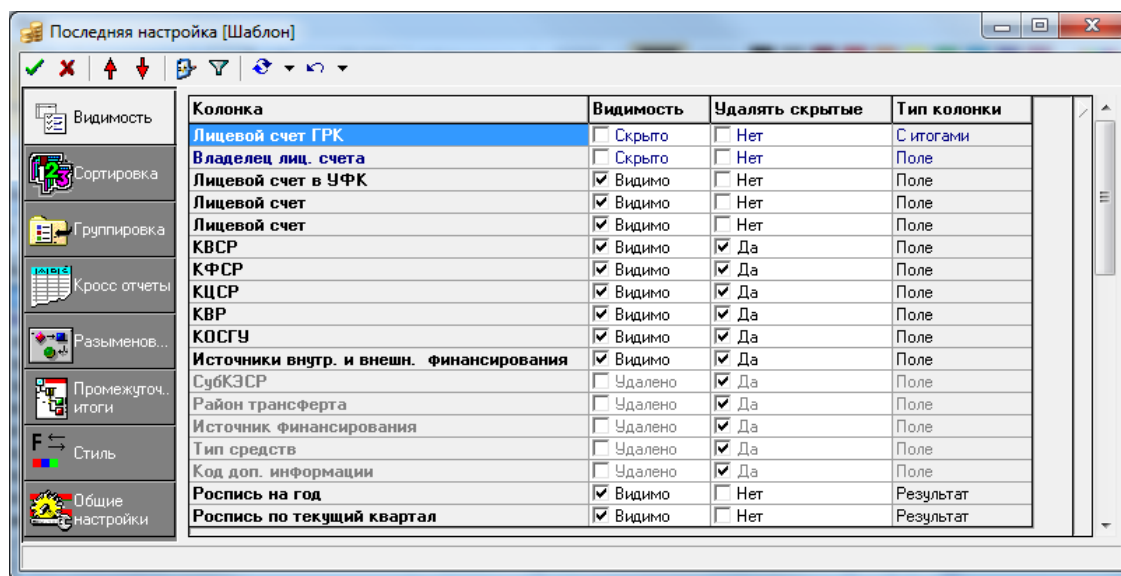 Последняя настройка [Шаблон]
Видимость
Сортировка
Группировка
Кросс отчеты
Разыменов...
Промежуточ..
итоги
Стиль
Общие
настройки
Колонка Видимость Удалять скрытые Тип колонки
Лицевой счет ГРК Скрыто Нет С итогами
Владелец лиц. счета Скрыто Нет Поле
Лицевой счет в УФК Видимо Нет Поле
Лицевой счет Видимо Нет Поле
Лицевой счет Видимо Нет Поле
КВСР Видимо Да Поле
КФСР Видимо Да Поле
КЦСР Видимо Да Поле
КВР Видимо Да Поле
КОСГУ Видимо Да Поле
Источники внутр. и внешн. финансирования Видимо Да Поле
СубКЭСР Удалено Да Поле
Район трансферта Удалено Да Поле
Источник финансирования Удалено Да Поле
Тип средств Удалено Да Поле
Код доп. информации Удалено Да Поле
Роспись на год Видимо Нет Результат
Роспись по текущий квартал Видимо Нет Результат